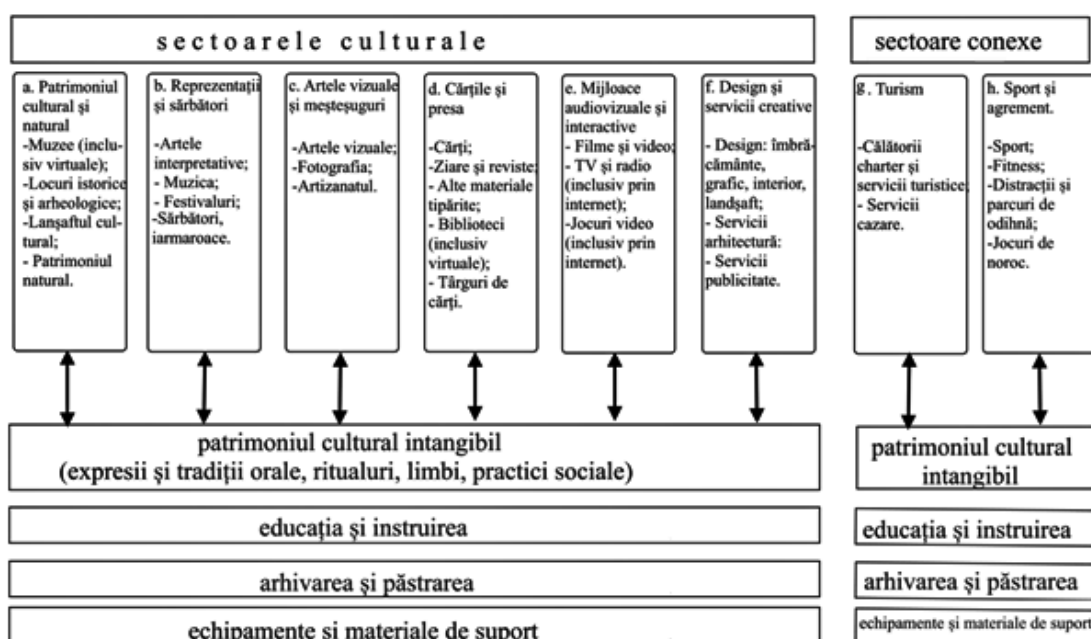 sectoarele culturale
sectoare conexe
a. Patrimoniul
cultural și
natural
-Muzee (inclu-
siv virtuale);
-Locuri istorice
și arheologice;
-Lanșaftul cul-
tural;
- Patrimoniul
natural.
b. Reprezentații
și sărbători
-Artele
interpretative;
- Muzica;
- Festivaluri;
-Sărbători,
iarmaroace.
c. Artele vizuale
și meșteșuguri
-Artele vizuale;
-Fotografia;
-Artizanatul.
d. Cărțile și
presa
-Cărți;
-Ziare și reviste;
- Alte materiale
tipărite;
- Biblioteci
(inclusiv
virtuale);
- Târguri de
cărți.
e. Mijloace
audiovizuale și
interactive
- Filme și video;
- TV și radio
(inclusiv prin
internet);
-Jocuri video
(inclusiv prin
internet).
f. Design și
servicii creative
- Design: îmbră-
cământe,
grafic, interior,
landșaft;
- Servicii
arhitectură:
- Servicii
publicitate.
g . Turism
-Călătorii
charter și
servicii turistice;
- Servicii
cazare.
h. Sport și
agrement.
-Sport;
-Fitness;
-Distracții și
parcuri de
odihnă;
-Jocuri de
noroc.
patrimoniul cultural intangibil
(expresii și tradiții orale, ritualuri, limbi, practici sociale)
patrimoniul cultural
intangibil
educația și instruirea
educația și instruirea
arhivarea și păstrarea
arhivarea și păstrarea
echipamente și materiale de suport
echipamente și materiale de suport